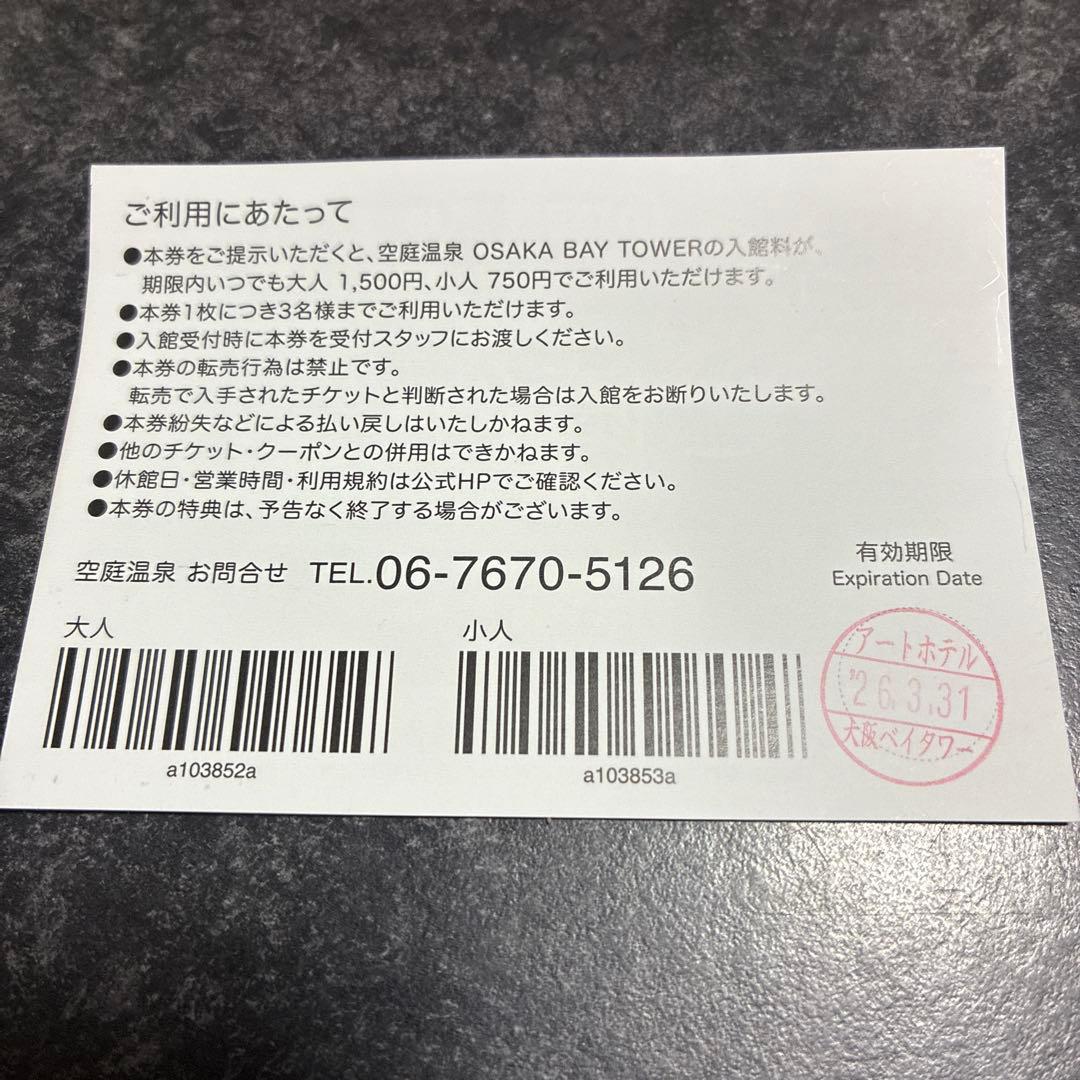 ご利用にあたって
●本券をご提示いただくと、空庭温泉 OSAKA BAY TOWERの入館料が、
期限内いつでも大人 1,500円、小人 750円でご利用いただけます。
●本券1枚につき3名様までご利用いただけます。
●入館受付時に本券を受付スタッフにお渡しください。
●本券の転売行為は禁止です。
転売で入手されたチケットと判断された場合は入館をお断りいたします。
●本券紛失などによる払い戻しはいたしかねます。
●他のチケット・クーポンとの併用はできかねます。
●休館日・営業時間・利用規約は公式HPでご確認ください。
●本券の特典は、予告なく終了する場合がございます。
空庭温泉 お問合せ TEL.06-7670-5126
有効期限
Expiration Date
大人
小人
アートホテル
'26.3.31
大阪ベイタワー
a103852a
a103853a